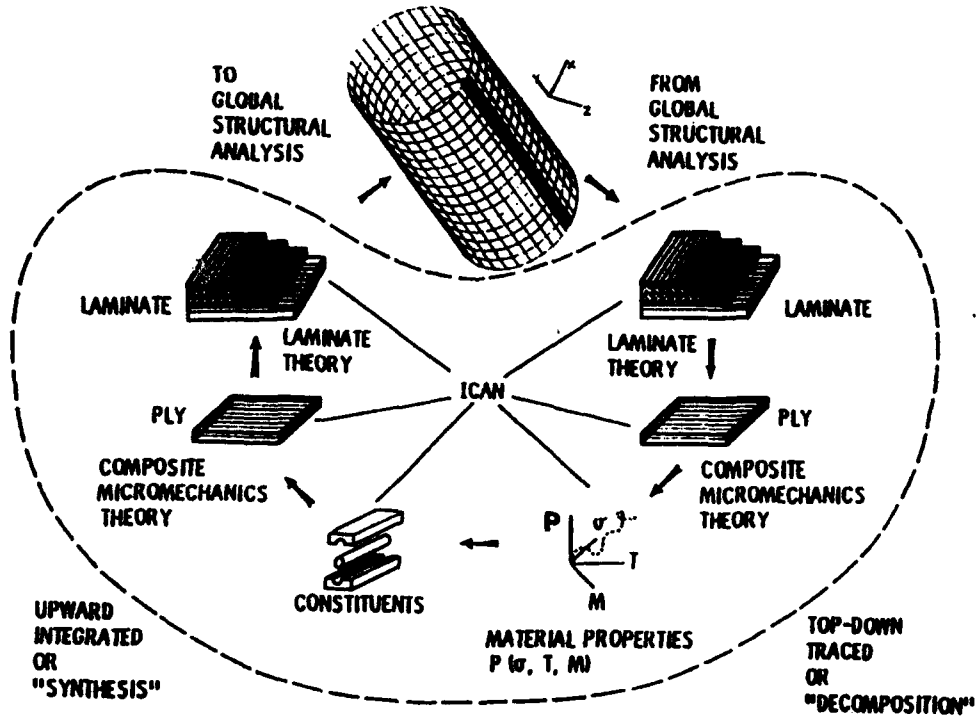 TO
GLOBAL
STRUCTURAL
ANALYSIS
X
Y
Z
FROM
GLOBAL
STRUCTURAL
ANALYSIS
LAMINATE
LAMINATE
THEORY
PLY
COMPOSITE
MICROMECHANICS
THEORY
ICAN
LAMINATE
LAMINATE
THEORY
PLY
COMPOSITE
MICROMECHANICS
THEORY
P
σ
T
M
CONSTITUENTS
MATERIAL PROPERTIES
P (σ, T, M)
UPWARD
INTEGRATED
OR
"SYNTHESIS"
TOP-DOWN
TRACED
OR
"DECOMPOSITION"